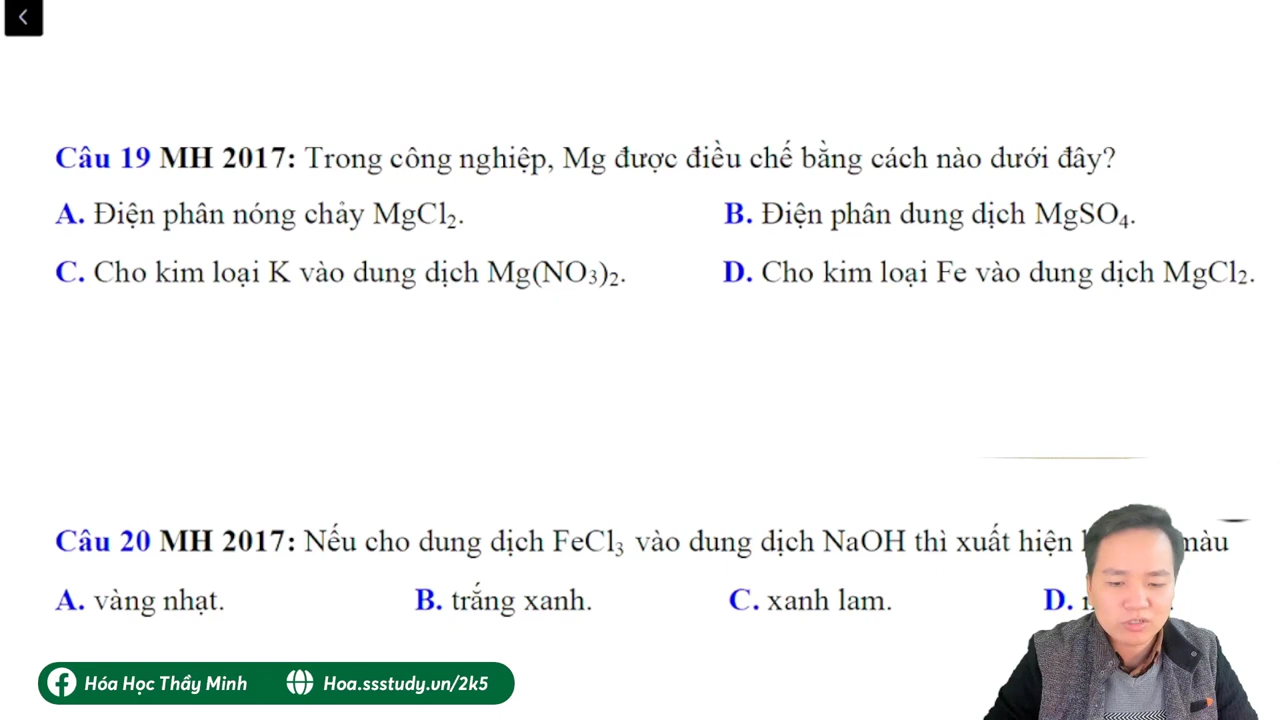 Câu 19 MH 2017: Trong công nghiệp, Mg được điều chế bằng cách nào dưới đây?
A. Điện phân nóng chảy MgCl₂. B. Điện phân dung dịch MgSO₄.
C. Cho kim loại K vào dung dịch Mg(NO₃)₂. D. Cho kim loại Fe vào dung dịch MgCl₂.
Câu 20 MH 2017: Nếu cho dung dịch FeCl₃ vào dung dịch NaOH thì xuất hiện màu
A. vàng nhạt. B. trắng xanh. C. xanh lam. D.
Hóa Học Thầy Minh Hoa.ssstudy.vn/2k5